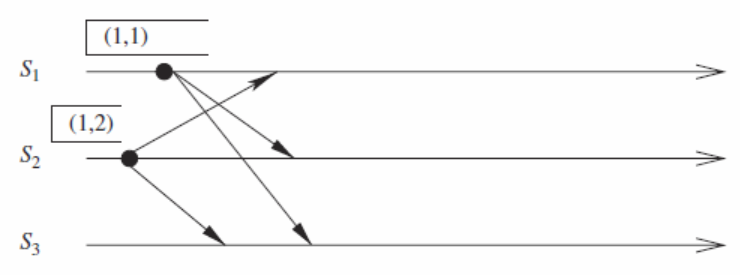 (1,1)
S1
(1,2)
S2
S3